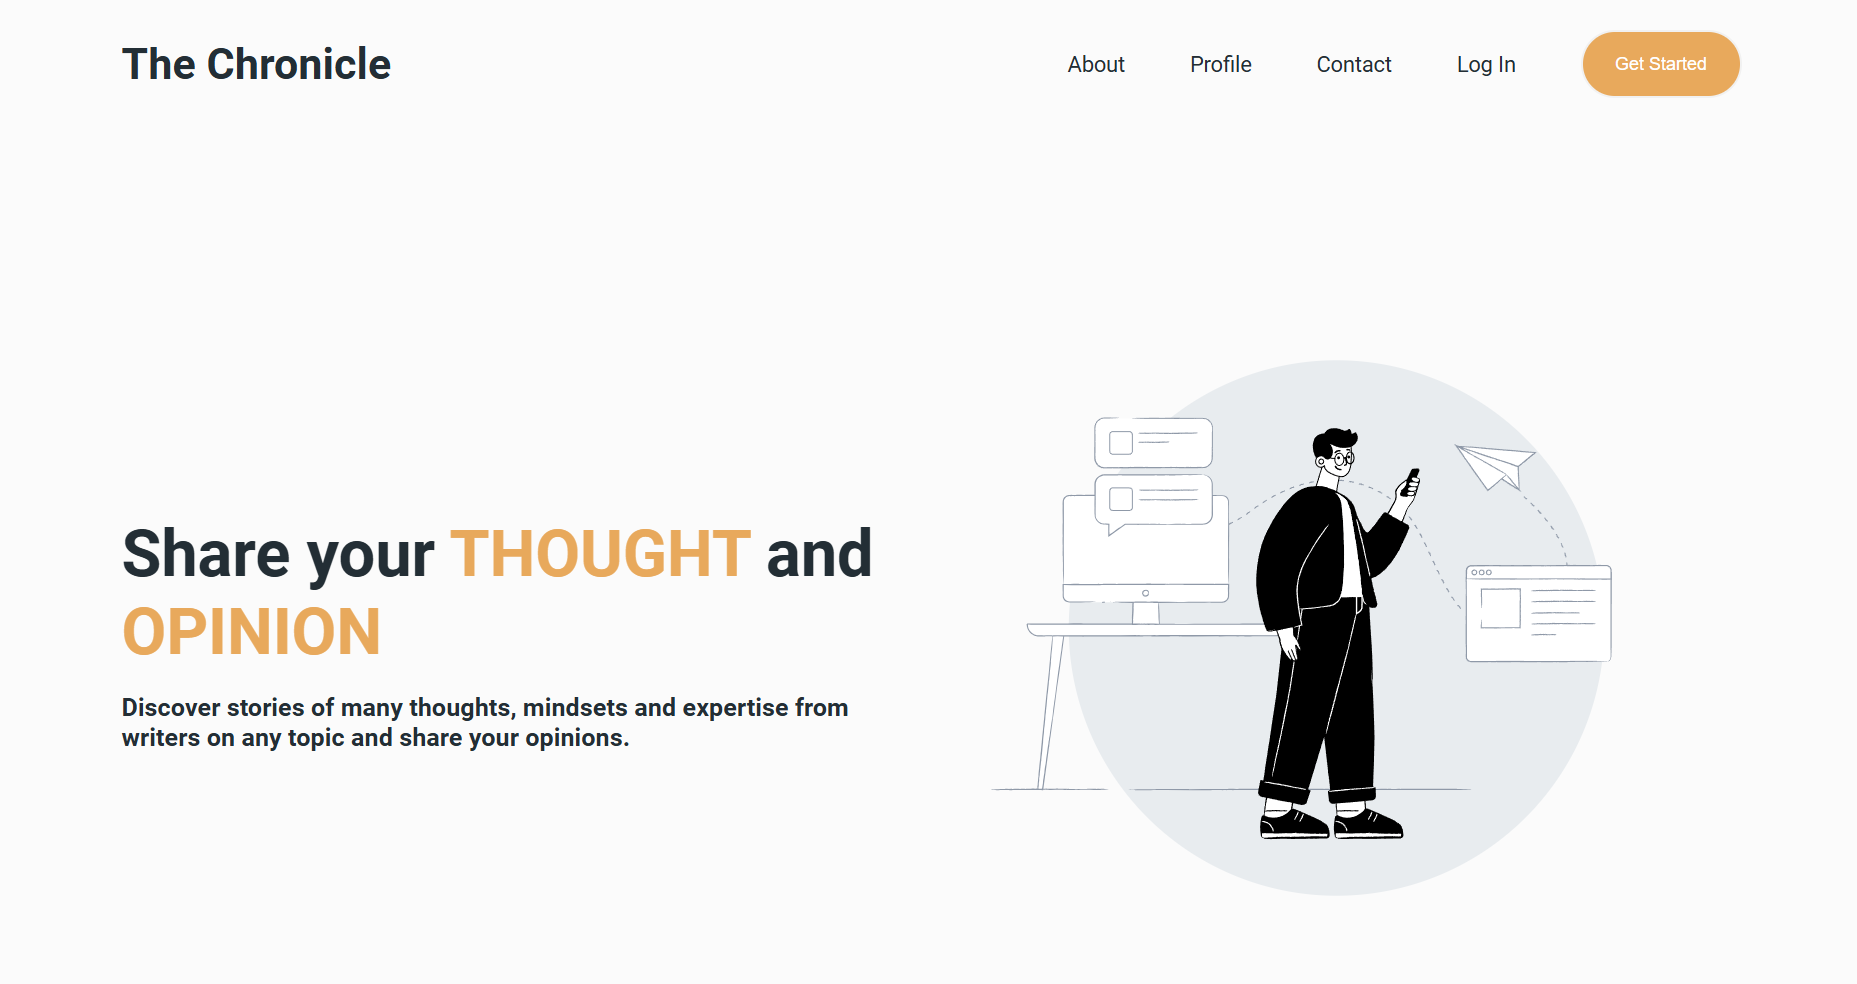 The Chronicle
About
Profile
Contact
Log In
Get Started
Share your THOUGHT and
OPINION
Discover stories of many thoughts, mindsets and expertise from
writers on any topic and share your opinions.